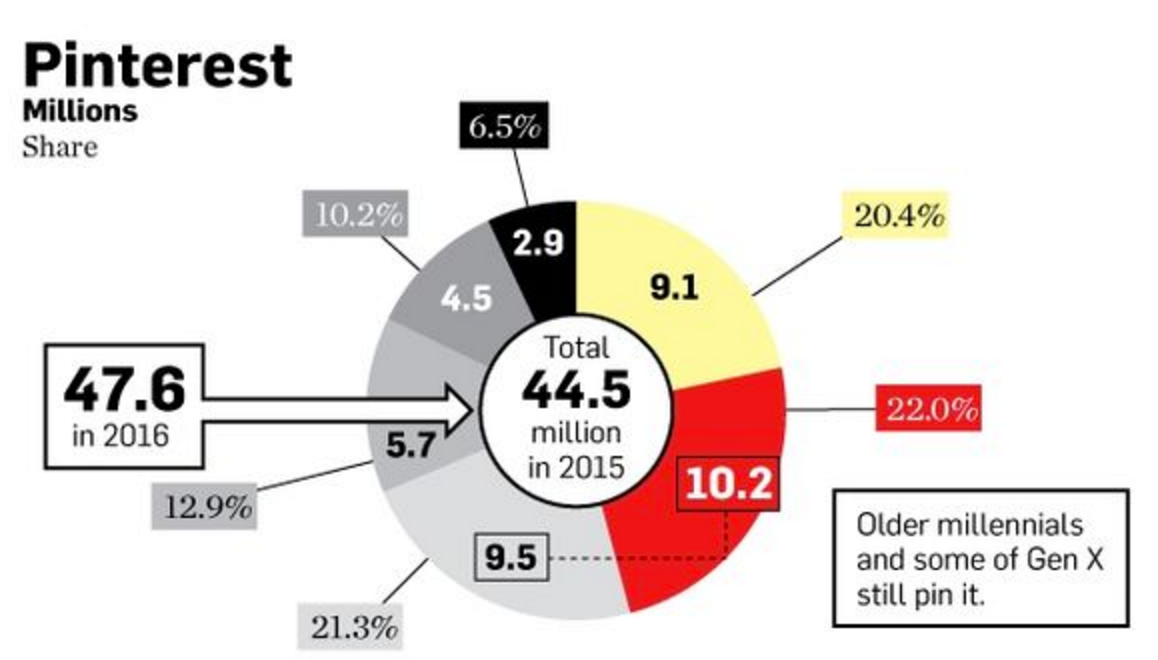 Pinterest
Millions
Share
6.5%
10.2%
20.4%
2.9
9.1
4.5
Total
44.5
million
in 2015
47.6
in 2016
22.0%
5.7
10.2
12.9%
9.5
Older millennials
and some of Gen X
still pin it.
21.3%